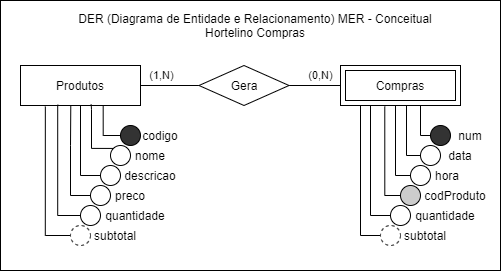 DER (Diagrama de Entidade e Relacionamento) MER - Conceitual
Hortelino Compras
Produtos
(1,N)
Gera
(0,N)
Compras
codigo
nome
descricao
preco
quantidade
subtotal
num
data
hora
codProduto
quantidade
subtotal